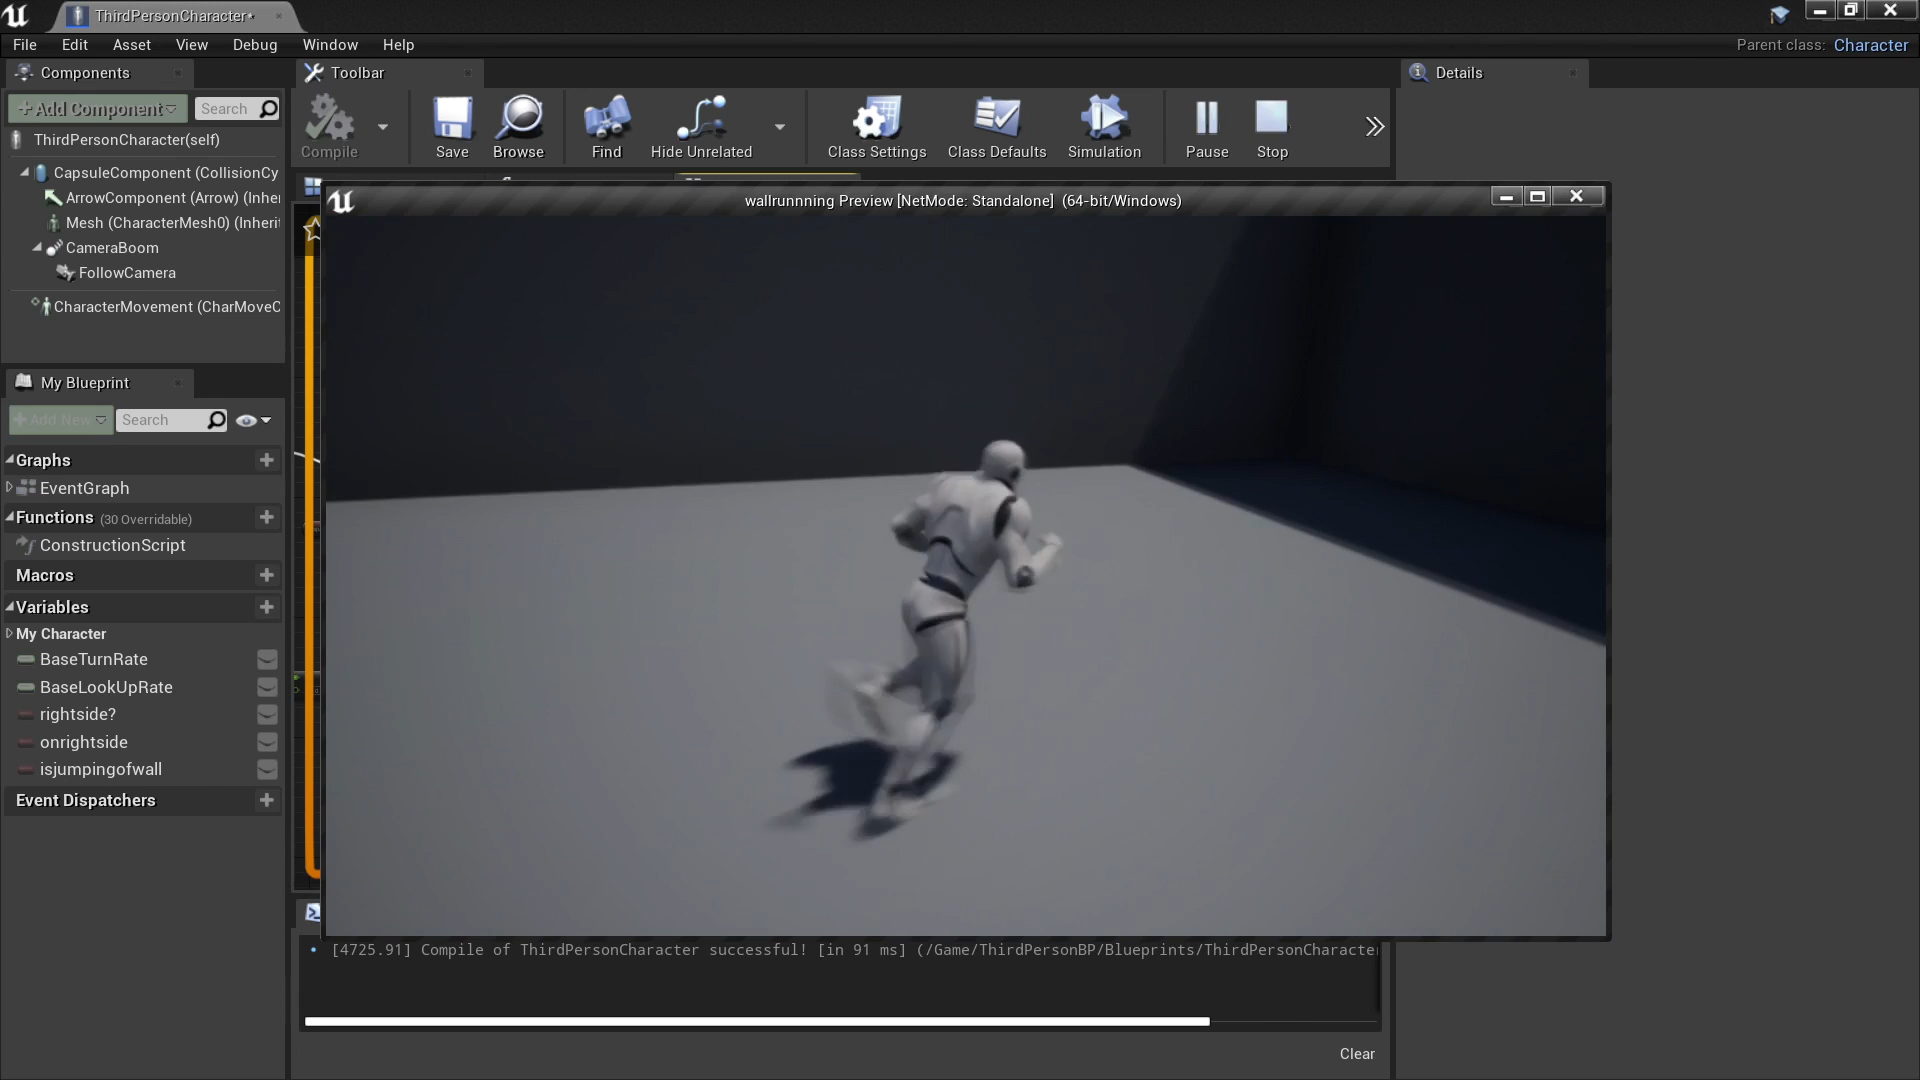 ThirdPersonCharacter*
File Edit Asset View Debug Window Help
Parent class: Character
Components
Toolbar
Details
+Add Component
Search
ThirdPersonCharacter(self)
CapsuleComponent (CollisionCy
ArrowComponent (Arrow) (Inher
Mesh (CharacterMesh0) (Inherit
CameraBoom
FollowCamera
CharacterMovement (CharMoveC
Compile
Save
Browse
Find
Hide Unrelated
Class Settings
Class Defaults
Simulation
Pause
Stop
wallrunnning Preview [NetMode: Standalone] (64-bit/Windows)
My Blueprint
+Add New
Search
Graphs
EventGraph
Functions (30 Overridable)
ConstructionScript
Macros
Variables
My Character
BaseTurnRate
BaseLookUpRate
rightside?
onrightside
isjumpingofwall
Event Dispatchers
[4725.91] Compile of ThirdPersonCharacter successful! [in 91 ms] (/Game/ThirdPersonBP/Blueprints/ThirdPersonCharacter
Clear